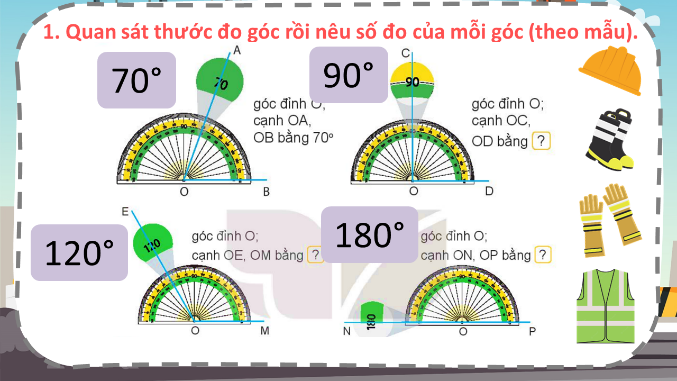 1. Quan sát thước đo góc rồi nêu số đo của mỗi góc (theo mẫu).
70°
A
70
góc đỉnh O;
cạnh OA,
OB bằng 70º
O
B
90°
C
90
góc đỉnh O;
cạnh OC,
OD bằng ?
O
D
120°
E
120
góc đỉnh O;
cạnh OE, OM bằng ?
O
M
180°
góc đỉnh O;
cạnh ON, OP bằng ?
N
180
O
P